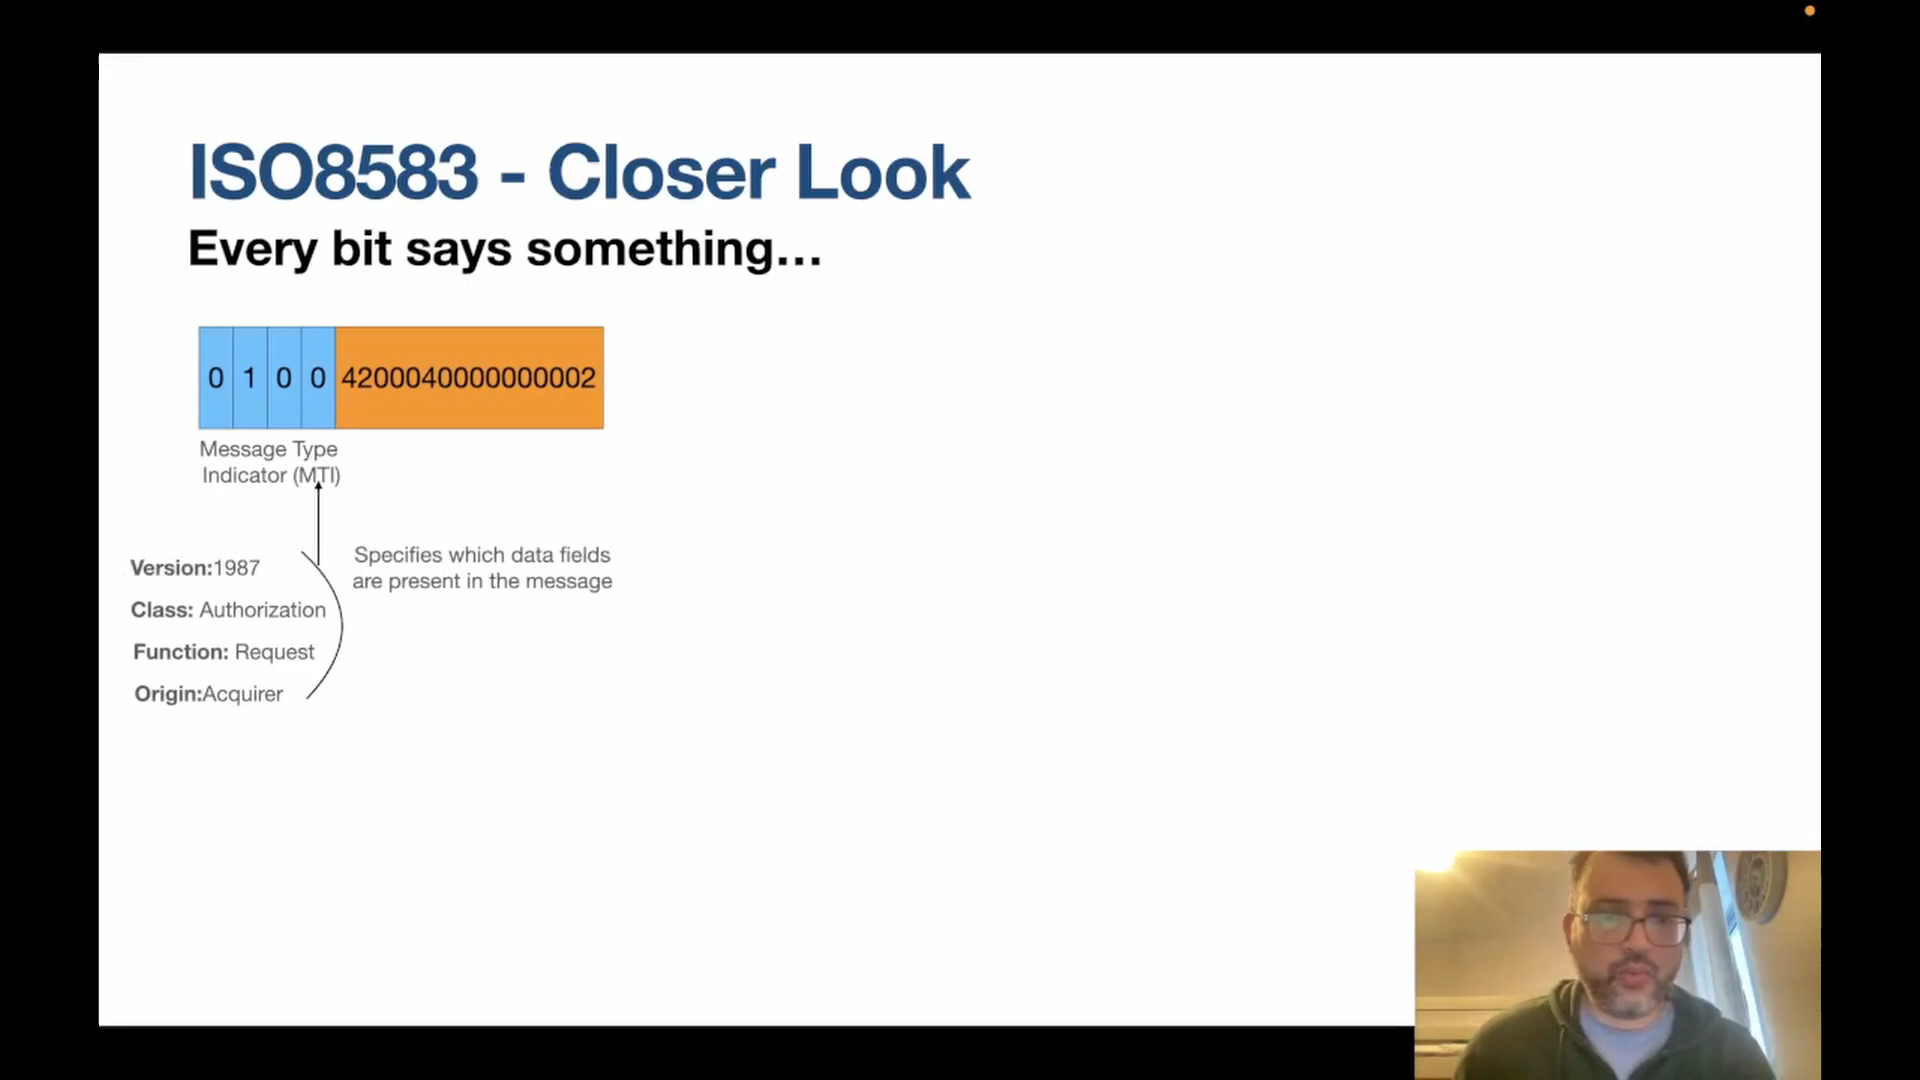 ISO8583 - Closer Look
Every bit says something...
0 1 0 0 4200040000000002
Message Type
Indicator (MTI)
Specifies which data fields
are present in the message
Version:1987
Class: Authorization
Function: Request
Origin:Acquirer